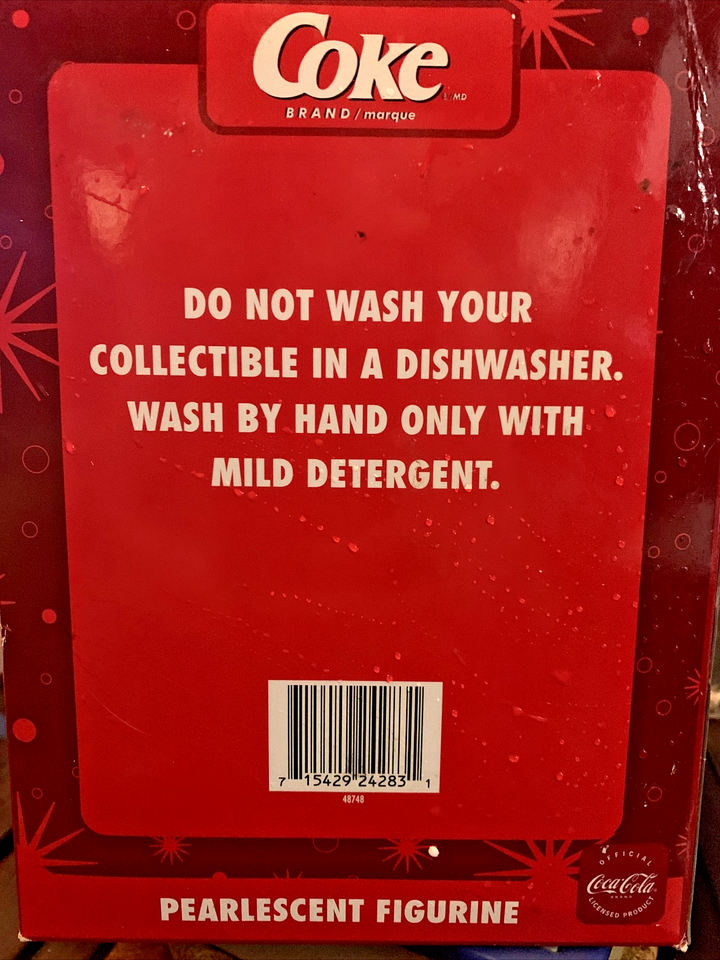 Coke
MD
BRAND / marque
DO NOT WASH YOUR
COLLECTIBLE IN A DISHWASHER.
WASH BY HAND ONLY WITH
MILD DETERGENT.
7 15429 24283 1
48748
OFFICIAL
Coca-Cola
BRAND
LICENSED PRODUCT
PEARLESCENT FIGURINE